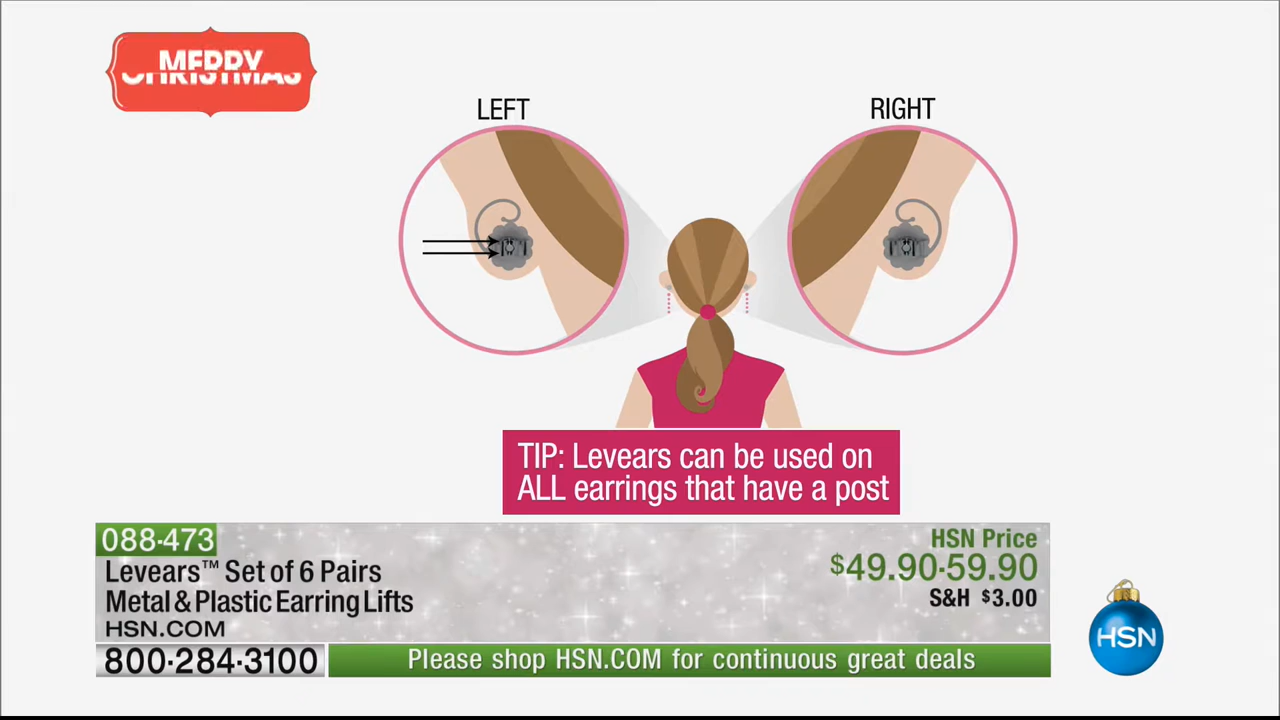 MERRY
CHRISTMAS
LEFT
RIGHT
TIP: Levears can be used on
ALL earrings that have a post
088-473
Levears™ Set of 6 Pairs
Metal & Plastic Earring Lifts
HSN.COM
HSN Price
$49.90-59.90
S&H $3.00
HSN
800-284-3100
Please shop HSN.COM for continuous great deals